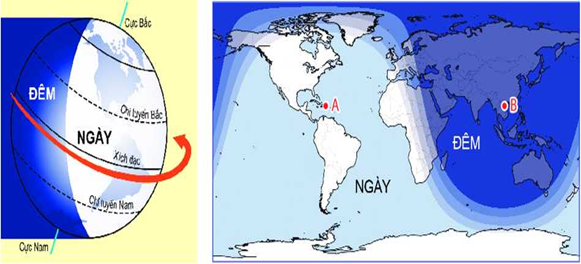 Cực Bắc
ĐÊM
Chí tuyến Bắc
NGÀY
Xích đạo
Chí tuyến Nam
Cực Nam
A
B
ĐÊM
NGÀY